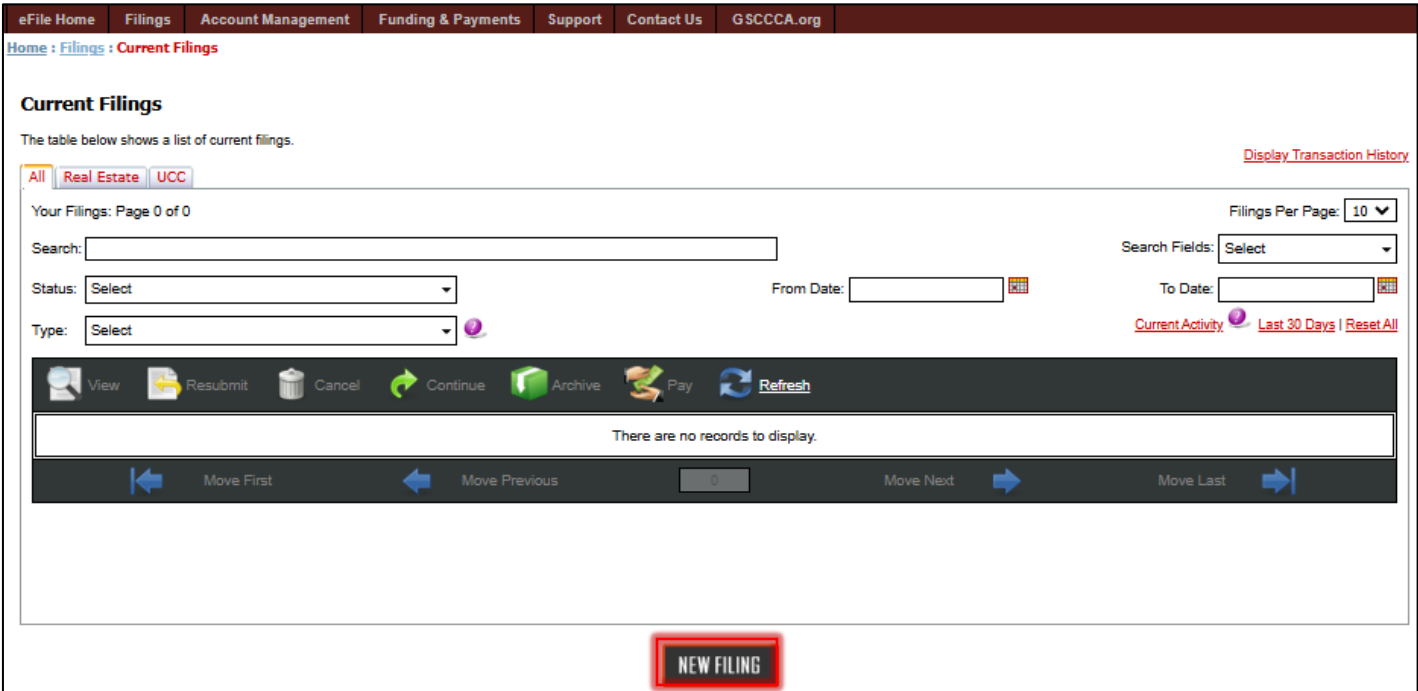 eFile Home Filings Account Management Funding & Payments Support Contact Us GSCCCA.org
Home : Filings : Current Filings
Current Filings
The table below shows a list of current filings.
Display Transaction History
All Real Estate UCC
Your Filings: Page 0 of 0 Filings Per Page: 10
Search: Search Fields: Select
Status: Select From Date: To Date:
Type: Select ? Current Activity ? Last 30 Days | Reset All
View Resubmit Cancel Continue Archive Pay Refresh
There are no records to display.
Move First Move Previous 0 Move Next Move Last
NEW FILING